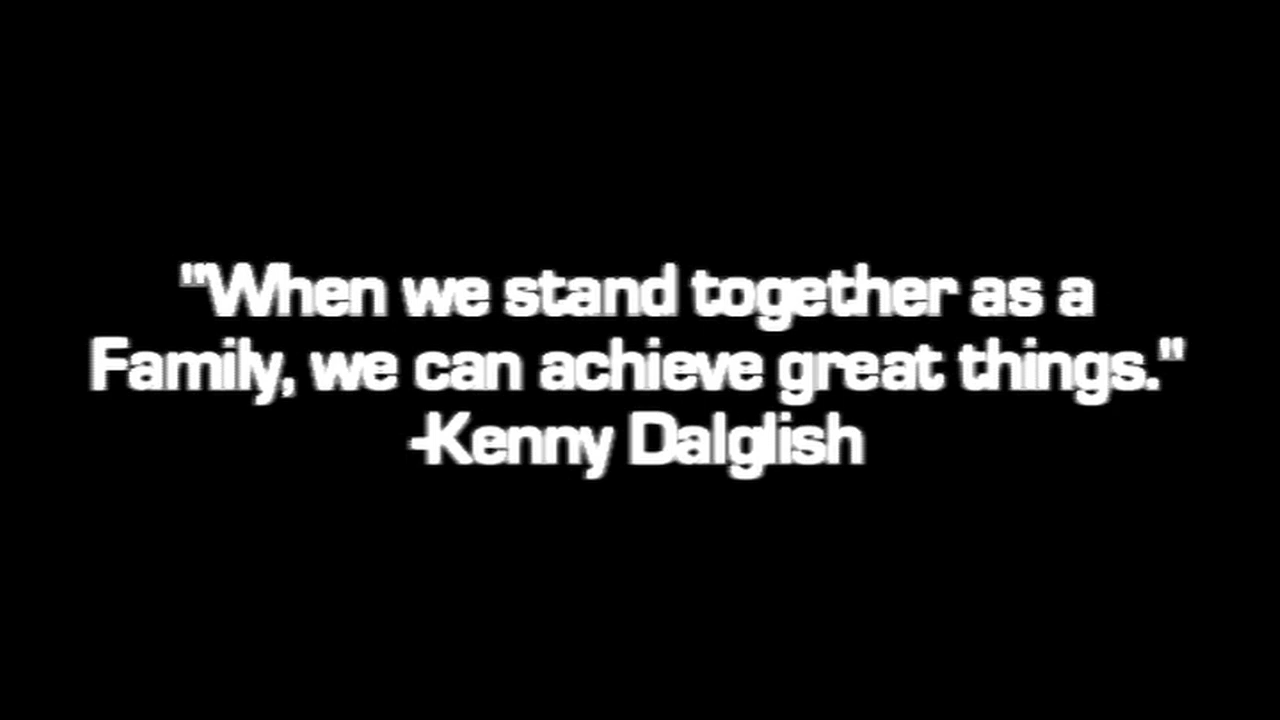 "When we stand together as a
Family, we can achieve great things."
-Kenny Dalglish